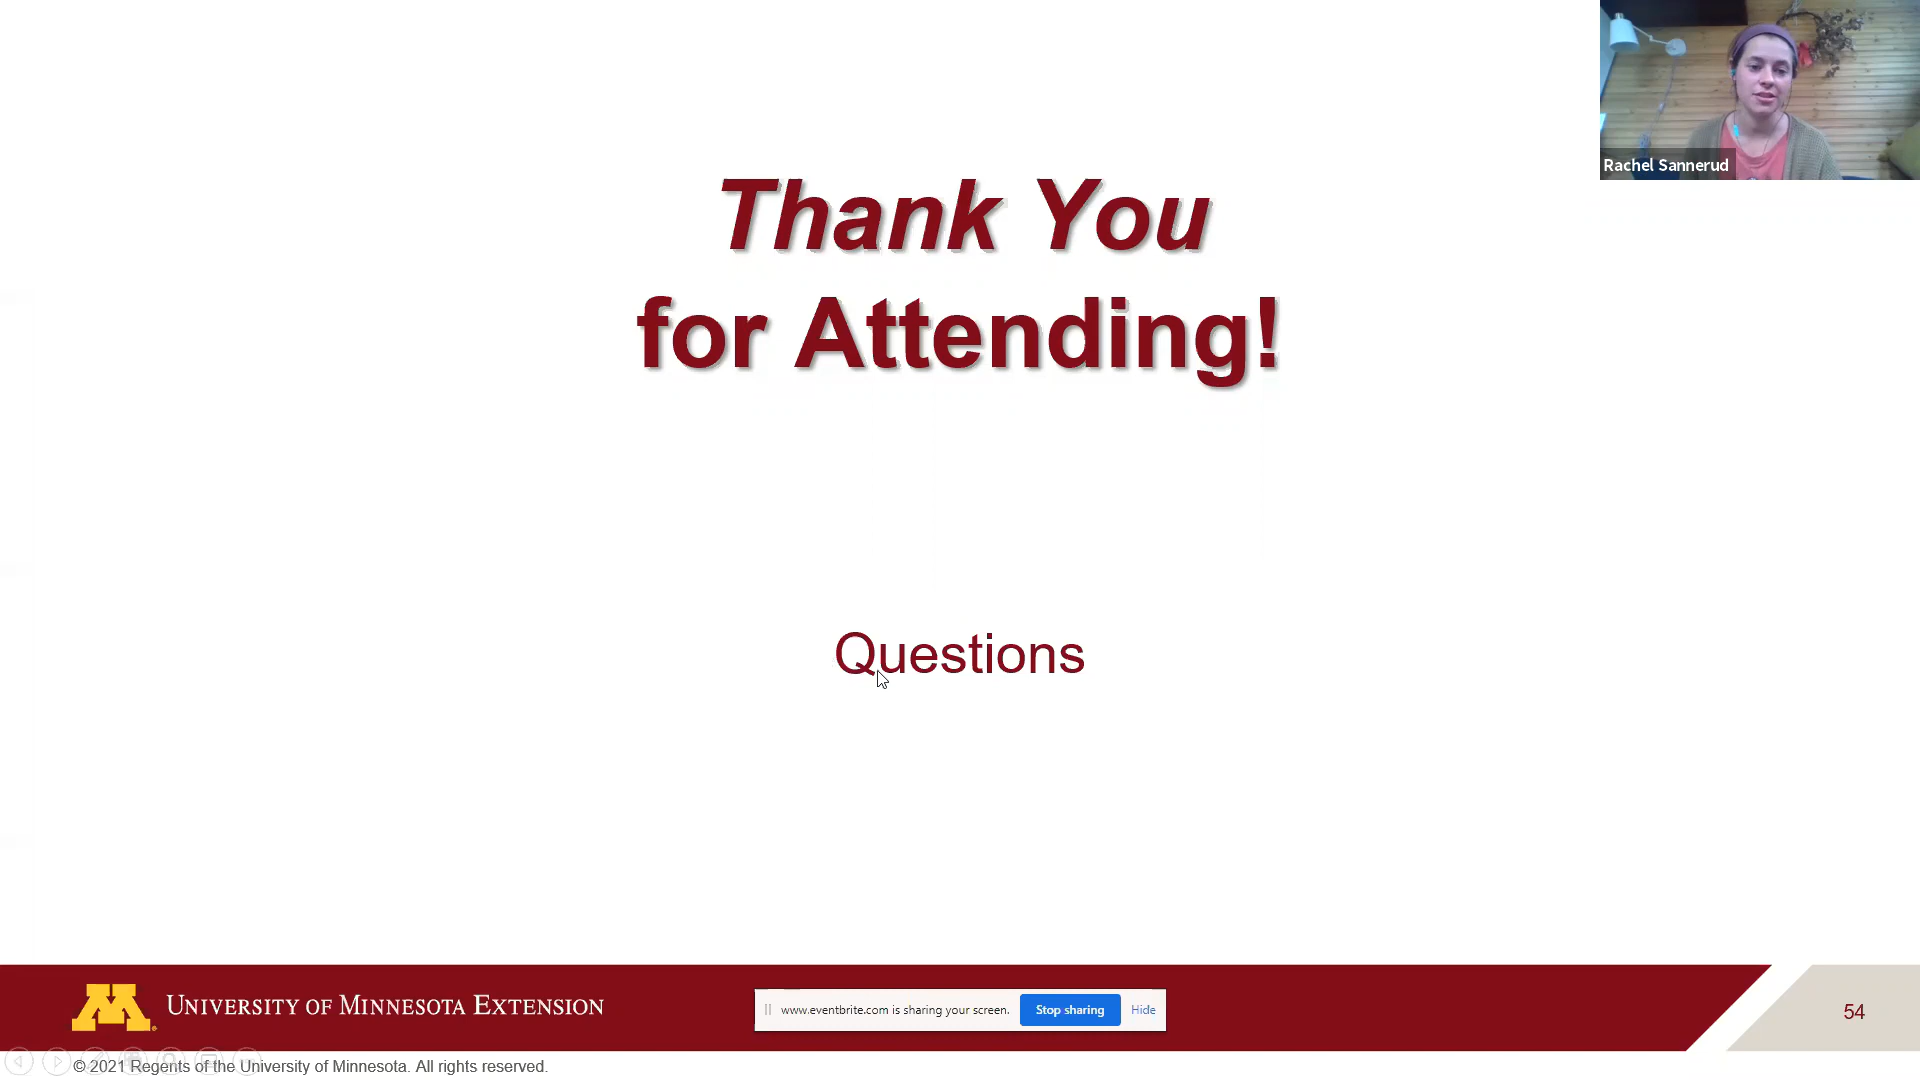 Rachel Sannerud
Thank You
for Attending!
Questions
UNIVERSITY OF MINNESOTA EXTENSION
www.eventbrite.com is sharing your screen.
Stop sharing
Hide
54
© 2021 Regents of the University of Minnesota. All rights reserved.